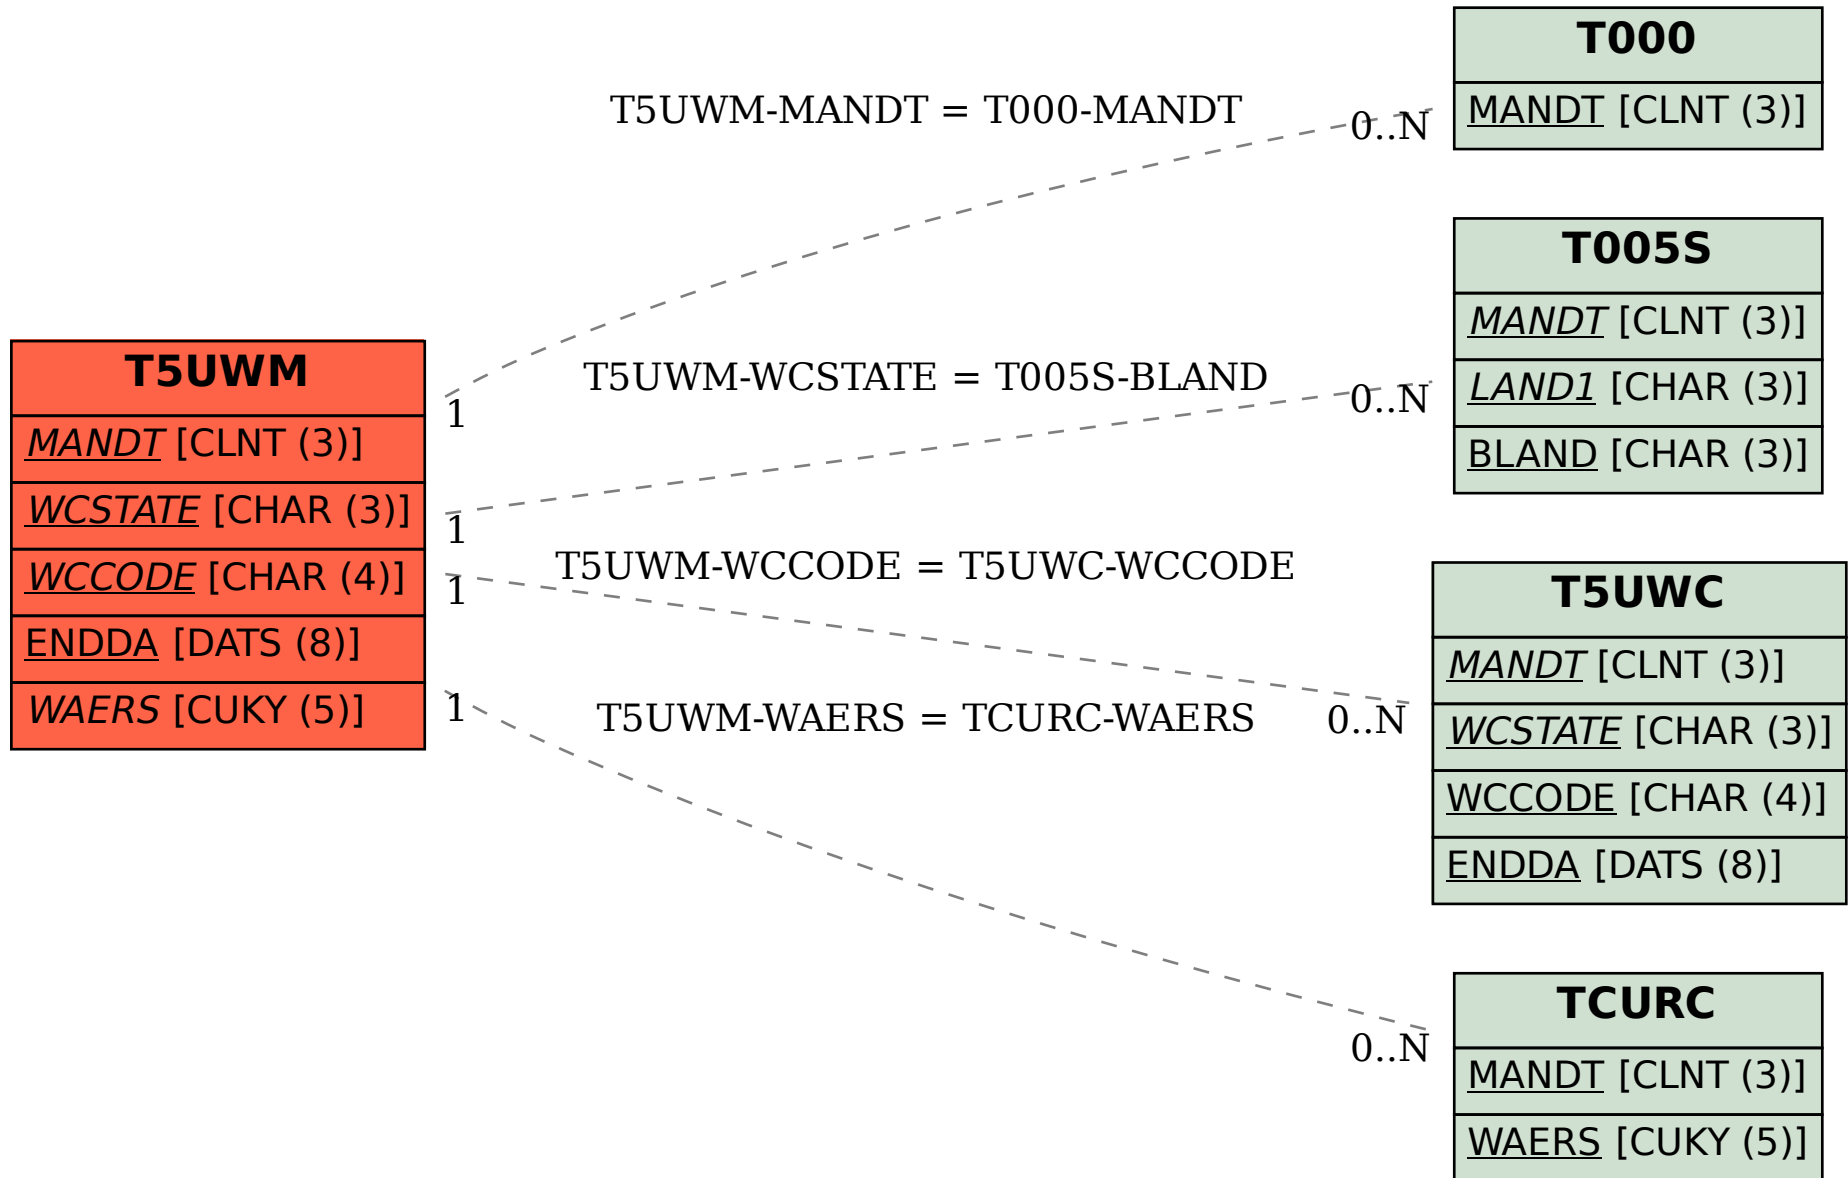 T5UWM
MANDT [CLNT (3)]
WCSTATE [CHAR (3)]
WCCODE [CHAR (4)]
ENDDA [DATS (8)]
WAERS [CUKY (5)]
T5UWM-MANDT = T000-MANDT
1
0..N
T5UWM-WCSTATE = T005S-BLAND
1
0..N
T5UWM-WCCODE = T5UWC-WCCODE
1
0..N
T5UWM-WAERS = TCURC-WAERS
1
0..N
T000
MANDT [CLNT (3)]
T005S
MANDT [CLNT (3)]
LAND1 [CHAR (3)]
BLAND [CHAR (3)]
T5UWC
MANDT [CLNT (3)]
WCSTATE [CHAR (3)]
WCCODE [CHAR (4)]
ENDDA [DATS (8)]
TCURC
MANDT [CLNT (3)]
WAERS [CUKY (5)]